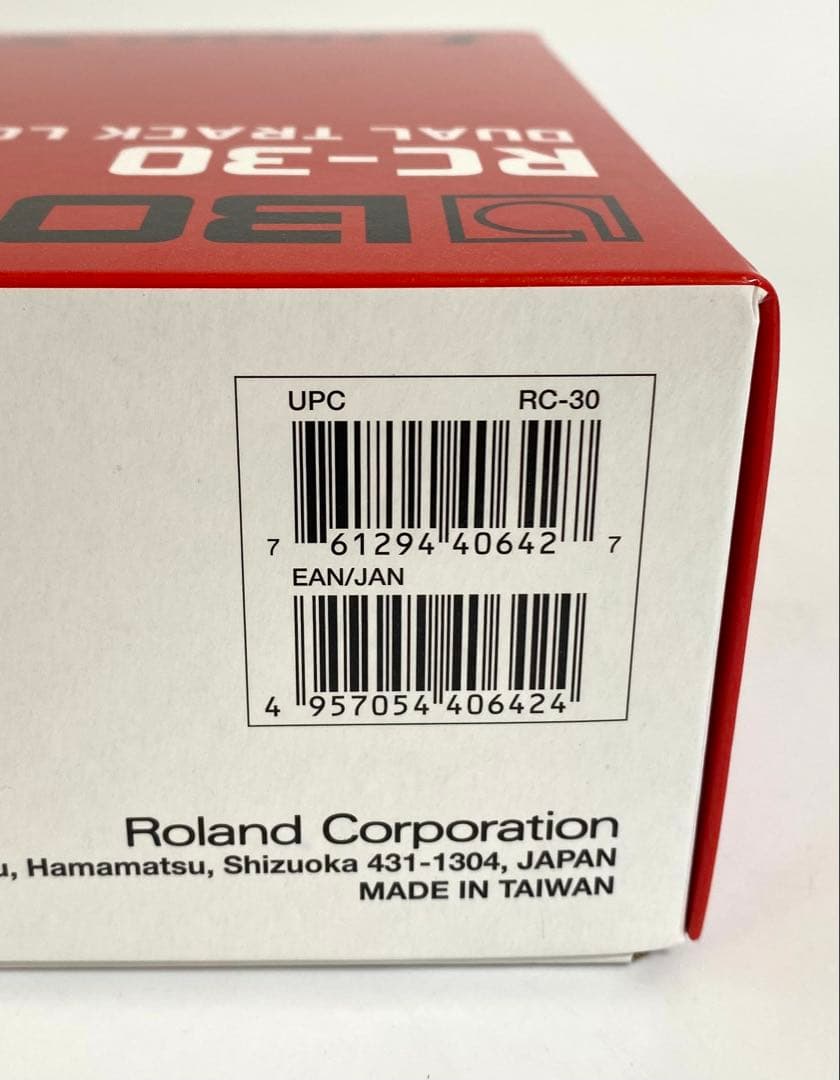 DUAL TRACK
RC-30
UPC RC-30
7 61294 40642 7
EAN/JAN
4 957054 406424
Roland Corporation
Hamamatsu, Shizuoka 431-1304, JAPAN
MADE IN TAIWAN